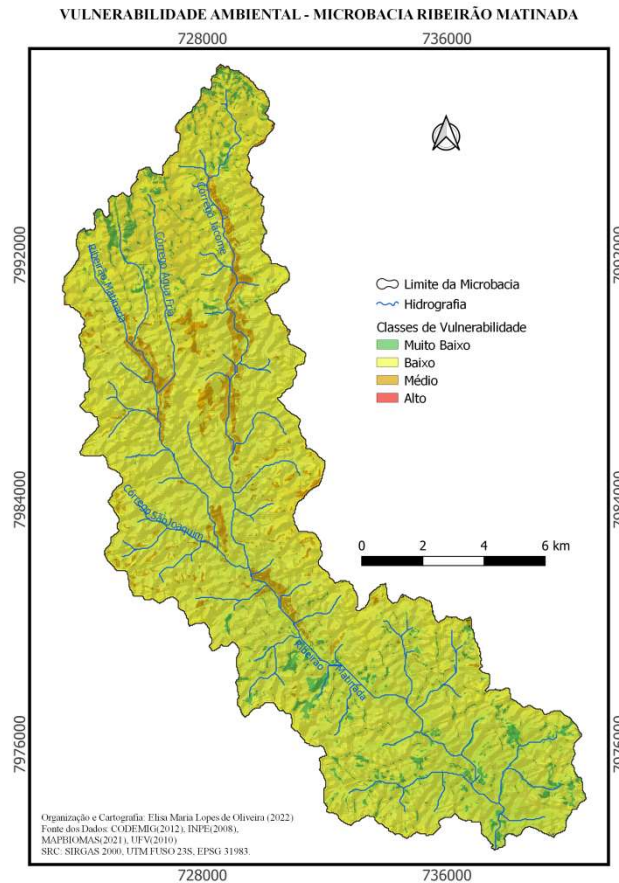 VULNERABILIDADE AMBIENTAL - MICROBACIA RIBEIRÃO MATINADA
728000 736000
7992000 7992000
Córrego Jacome
Ribeirão Matinada
Córrego Água Fria
Limite da Microbacia
Hidrografia
Classes de Vulnerabilidade
Muito Baixo
Baixo
Médio
Alto
7984000 7984000
Córrego São Joaquim
0 2 4 6 km
Ribeirão Matinada
7976000 7976000
Organização e Cartografia: Elisa Maria Lopes de Oliveira (2022)
Fonte dos Dados: CODEMIG(2012), INPE(2008),
MAPBIOMAS(2021), UFV(2010)
SRC: SIRGAS 2000, UTM FUSO 23S, EPSG 31983.
728000 736000